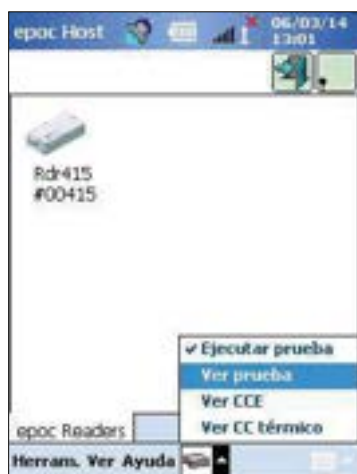 epoc Host
06/03/14
13:01
Rdr415
#00415
✓ Ejecutar prueba
Ver prueba
Ver CCE
Ver CC térmico
epoc Readers
Herram. Ver Ayuda